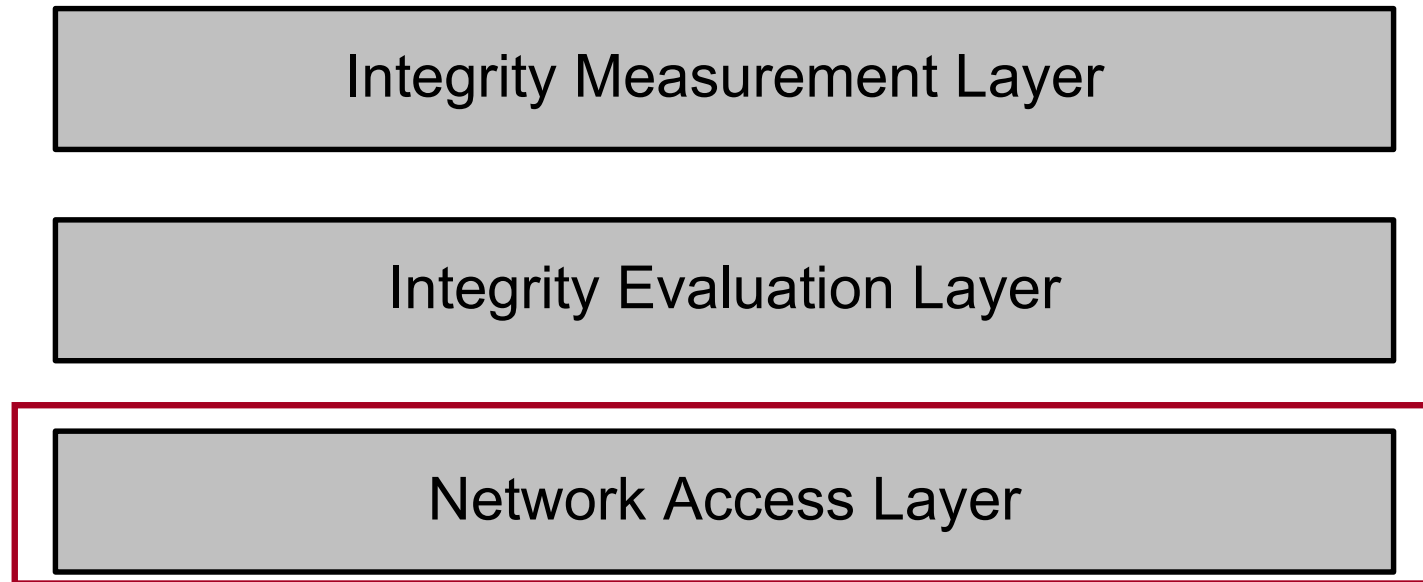 Integrity Measurement Layer
Integrity Evaluation Layer
Network Access Layer